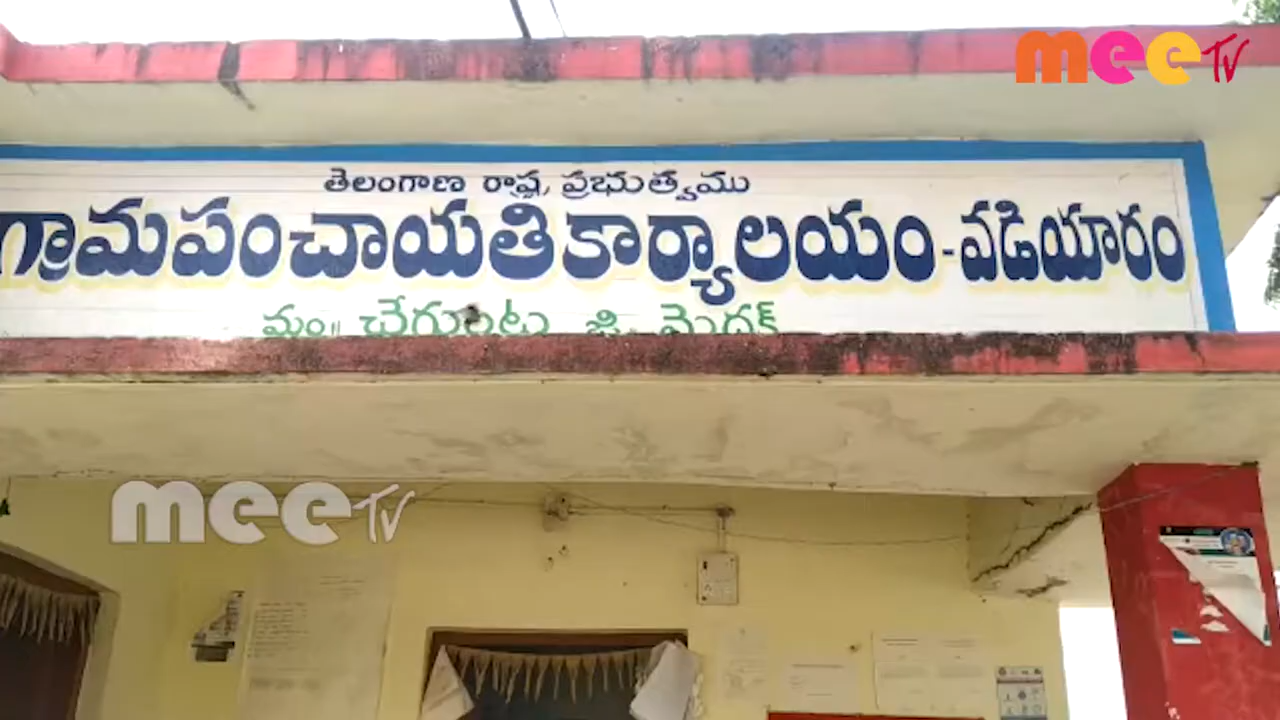 meeTV
తెలంగాణ రాష్ట్ర ప్రభుత్వము
గ్రామపంచాయతి కార్యాలయం-వడియారం
మం॥ చేగుంట జి. మెదక్
meeTV